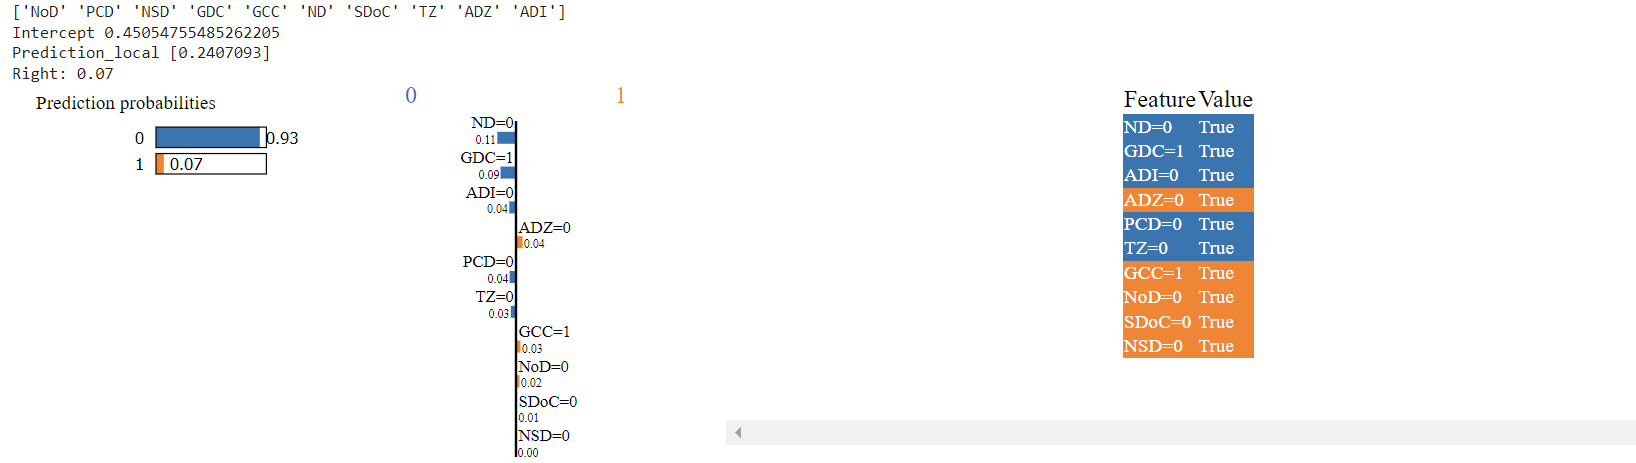 ['NoD' 'PCD' 'NSD' 'GDC' 'GCC' 'ND' 'SDoC' 'TZ' 'ADZ' 'ADI']
Intercept 0.45054755485262205
Prediction_local [0.2407093]
Right: 0.07
Prediction probabilities
0 0.93
1 0.07
0 1
ND=0
0.11
GDC=1
0.09
ADI=0
0.04
ADZ=0
0.04
PCD=0
0.04
TZ=0
0.03
GCC=1
0.03
NoD=0
0.02
SDoC=0
0.01
NSD=0
0.00
Feature Value
ND=0 True
GDC=1 True
ADI=0 True
ADZ=0 True
PCD=0 True
TZ=0 True
GCC=1 True
NoD=0 True
SDoC=0 True
NSD=0 True